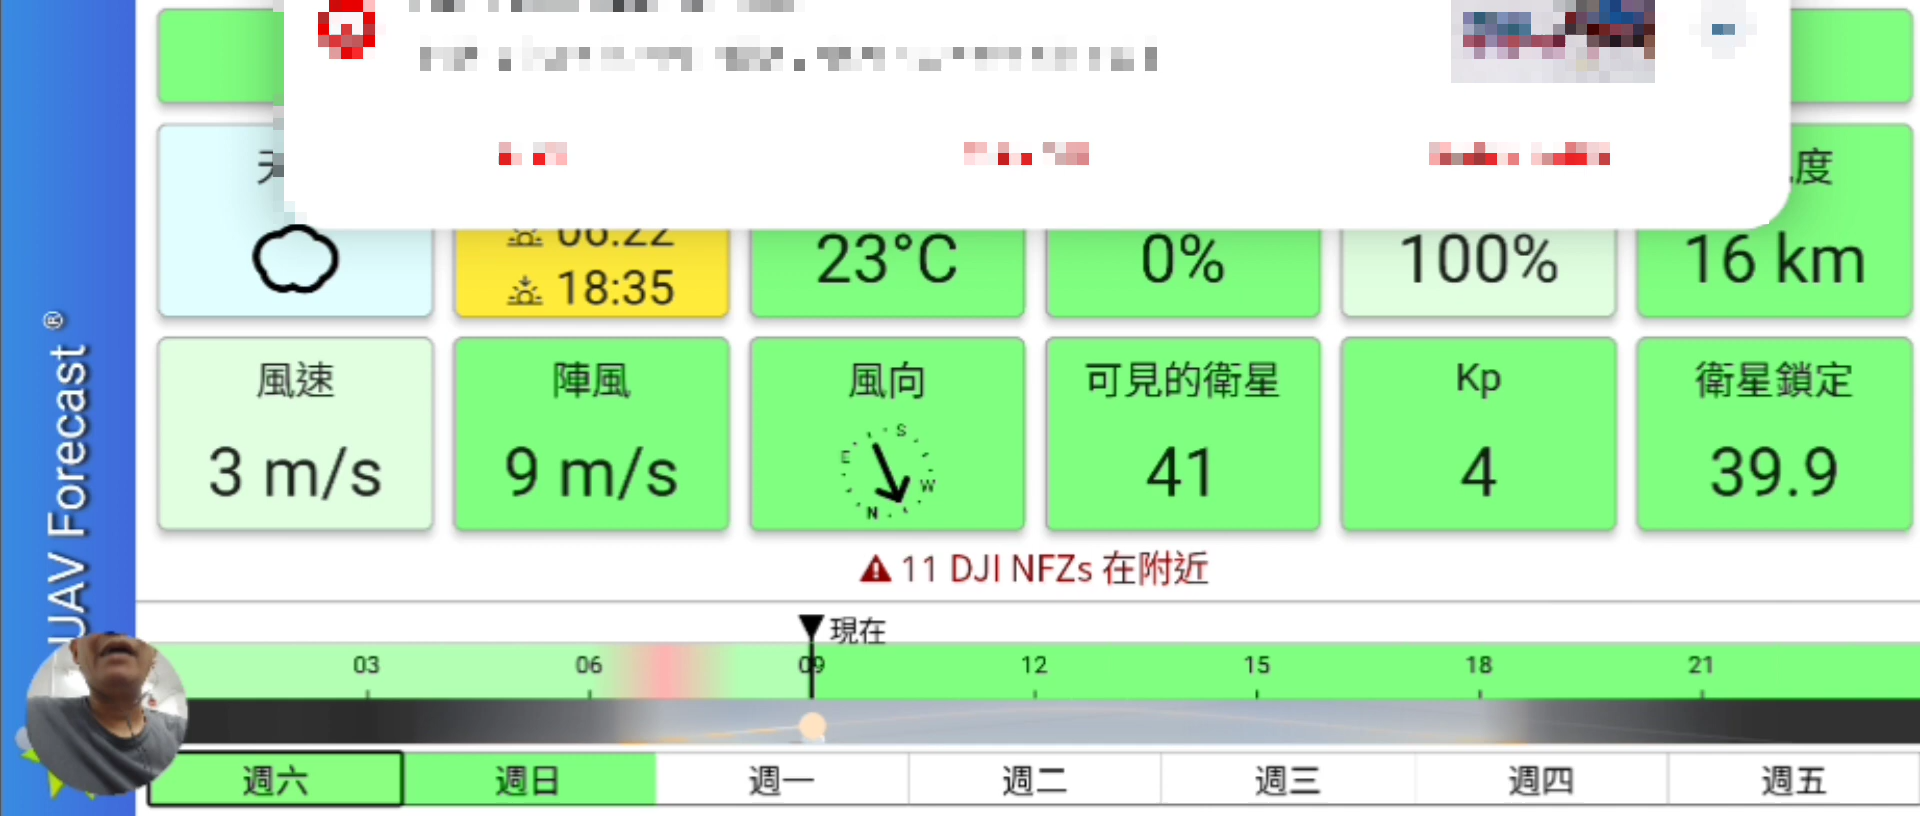 天
度
06:22
18:35
23°C
0%
100%
16 km
風速
陣風
風向
可見的衛星
Kp
衛星鎖定
3 m/s
9 m/s
S
E
W
N
41
4
39.9
11 DJI NFZs 在附近
現在
03 06 09 12 15 18 21
週六 週日 週一 週二 週三 週四 週五
UAV Forecast ®